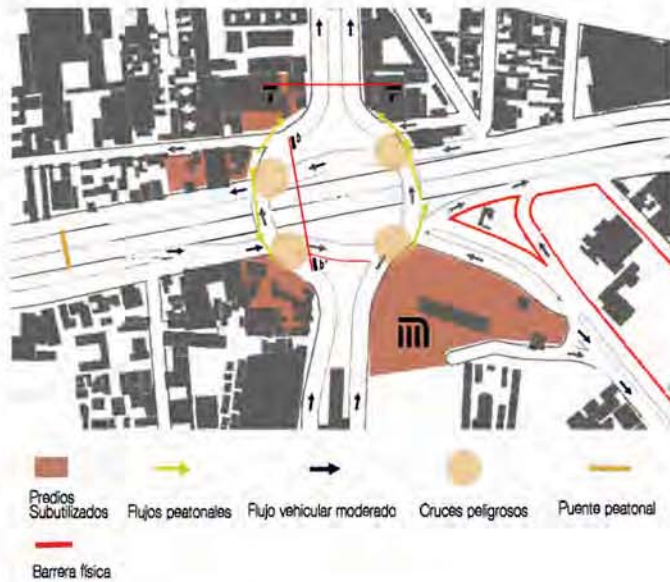 b
b'
Predios
Subutilizados
Flujos peatonales
Flujo vehicular moderado
Cruces peligrosos
Puente peatonal
Barrera física